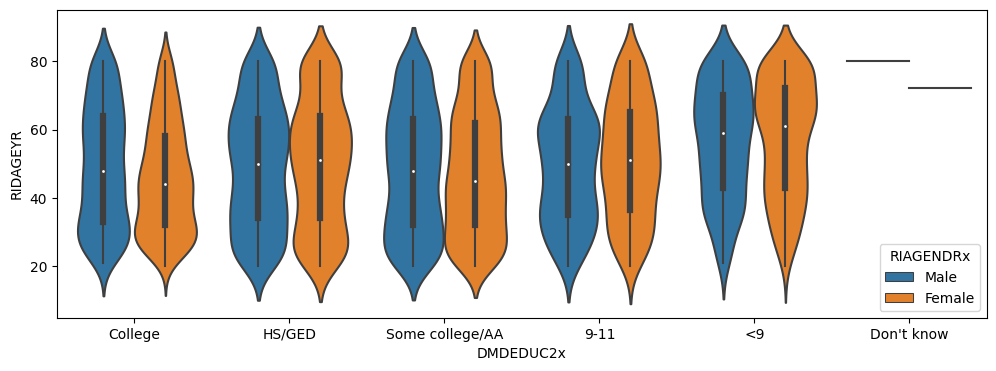 RIDAGEYR
80
60
40
20
RIAGENDRx
Male
Female
College
HS/GED
Some college/AA
9-11
<9
Don't know
DMDEDUC2x